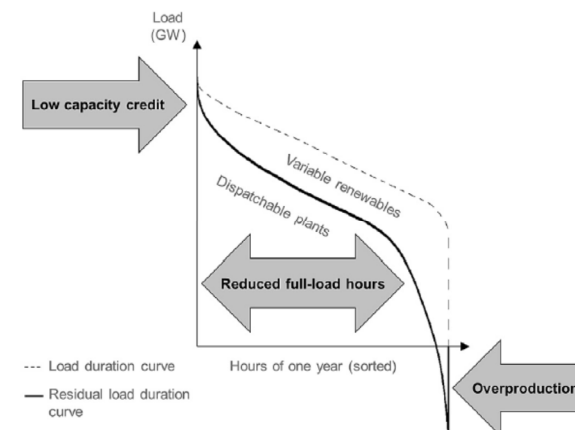 Load
(GW)
Low capacity credit
Variable renewables
Dispatchable plants
Reduced full-load hours
Hours of one year (sorted)
Load duration curve
Residual load duration
curve
Overproduction